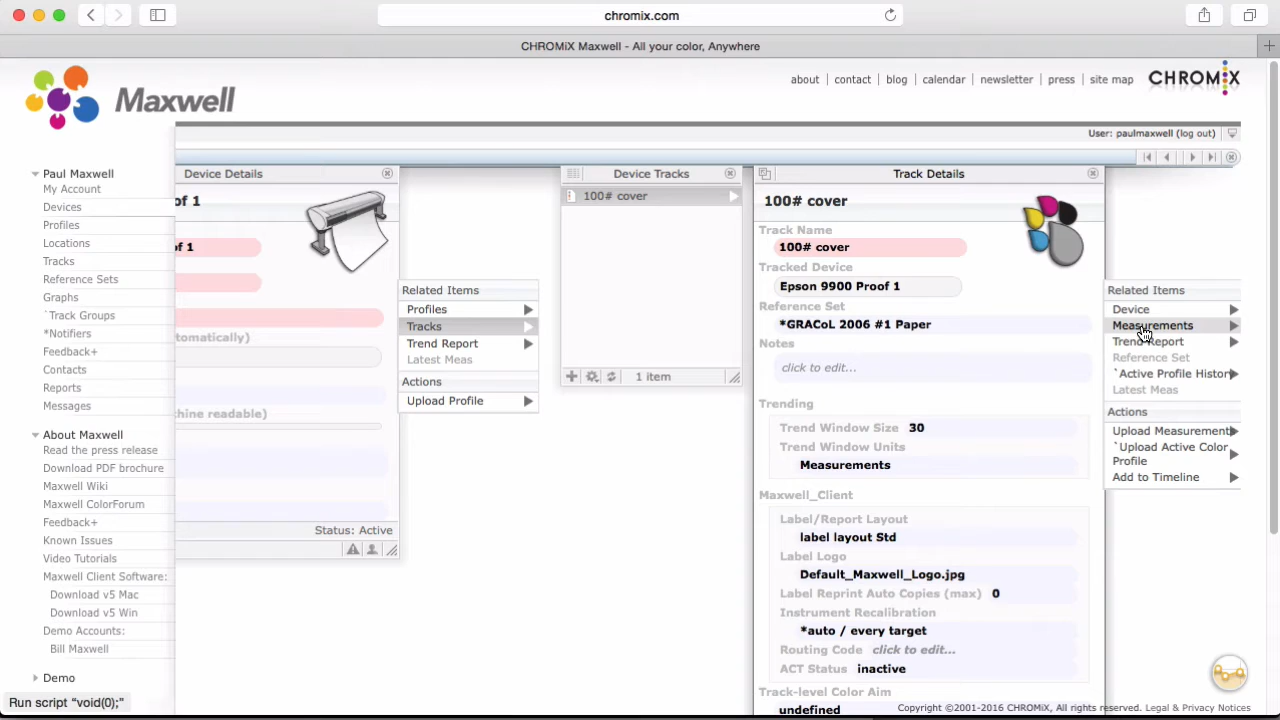 chromix.com
CHROMiX Maxwell - All your color, Anywhere
Maxwell
about | contact | blog | calendar | newsletter | press | site map
CHROMiX
User: paulmaxwell (log out)
Paul Maxwell
My Account
Devices
Profiles
Locations
Tracks
Reference Sets
Graphs
`Track Groups
*Notifiers
Feedback+
Contacts
Reports
Messages
About Maxwell
Read the press release
Download PDF brochure
Maxwell Wiki
Maxwell ColorForum
Feedback+
Known Issues
Video Tutorials
Maxwell Client Software:
Download v5 Mac
Download v5 Win
Demo Accounts:
Bill Maxwell
Demo
Run script "void(0);"
Device Details
of 1
of 1
omatically)
hine readable)
Status: Active
Related Items
Profiles
Tracks
Trend Report
Latest Meas
Actions
Upload Profile
Device Tracks
100# cover
1 item
Track Details
100# cover
Track Name
100# cover
Tracked Device
Epson 9900 Proof 1
Reference Set
*GRACoL 2006 #1 Paper
Notes
click to edit...
Trending
Trend Window Size 30
Trend Window Units
Measurements
Maxwell_Client
Label/Report Layout
label layout Std
Label Logo
Default_Maxwell_Logo.jpg
Label Reprint Auto Copies (max) 0
Instrument Recalibration
*auto / every target
Routing Code click to edit...
ACT Status inactive
Track-level Color Aim
undefined
Related Items
Device
Measurements
Trend Report
Reference Set
`Active Profile History
Latest Meas
Actions
Upload Measurement
`Upload Active Color
Profile
Add to Timeline
Copyright ©2001-2016 CHROMiX, All rights reserved. Legal & Privacy Notices